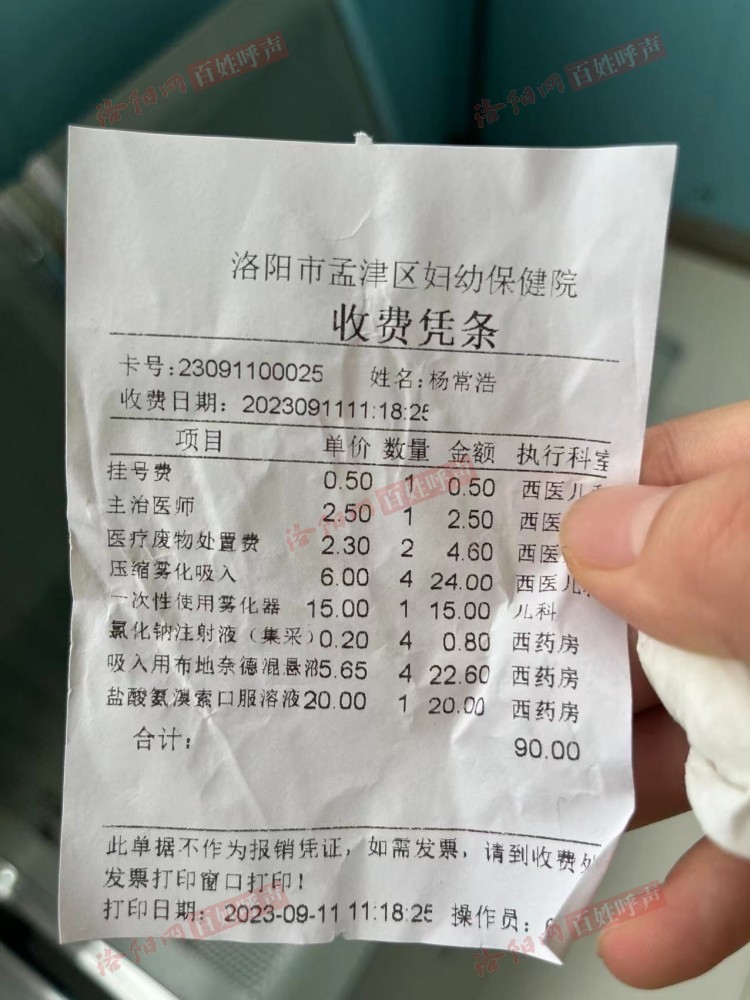 洛阳网 百姓呼声
洛阳网 百姓呼声
洛阳市孟津区妇幼保健院
收费凭条
卡号:23091100025 姓名:杨常浩
收费日期: 2023091111:18:25
项目 单价 数量 金额 执行科室
挂号费 0.50 1 0.50 西医儿
主治医师 2.50 1 2.50 西医
洛阳网 百姓呼声
医疗废物处置费 2.30 2 4.60 西医
压缩雾化吸入 6.00 4 24.00 西医儿
一次性使用雾化器 15.00 1 15.00 儿科
氯化钠注射液（集采）0.20 4 0.80 西药房
吸入用布地奈德混悬5.65 4 22.60 西药房
盐酸氨溴索口服溶液20.00 1 20.00 西药房
合计: 90.00
此单据不作为报销凭证，如需发票，请到收费处
发票打印窗口打印!
打印日期: 2023-09-11 11:18:25 操作员:
洛阳网 百姓呼声
洛阳网 百姓呼声